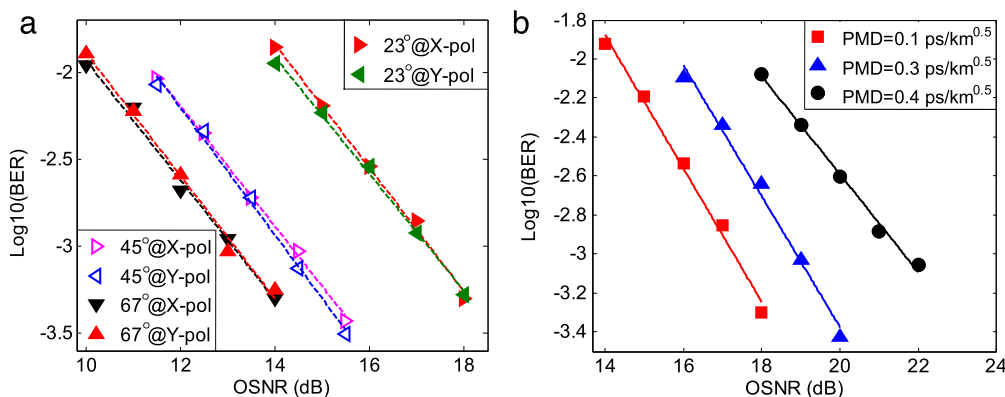 a
23°@X-pol
23°@Y-pol
45°@X-pol
45°@Y-pol
67°@X-pol
67°@Y-pol
Log10(BER)
-2
-2.5
-3
-3.5
10 12 14 16 18
OSNR (dB)
b
PMD=0.1 ps/km^0.5
PMD=0.3 ps/km^0.5
PMD=0.4 ps/km^0.5
Log10(BER)
-1.8
-2
-2.2
-2.4
-2.6
-2.8
-3
-3.2
-3.4
14 16 18 20 22 24
OSNR (dB)